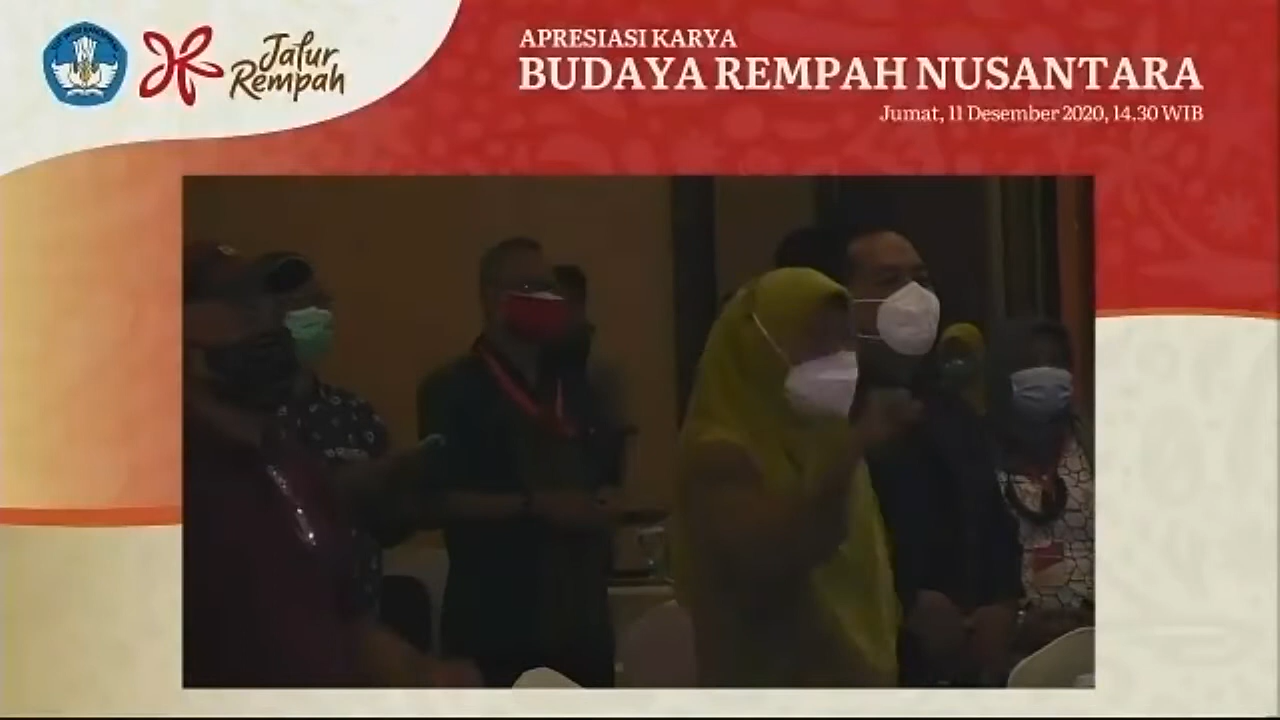 Jalur
Rempah
APRESIASI KARYA
BUDAYA REMPAH NUSANTARA
Jumat, 11 Desember 2020, 14.30 WIB